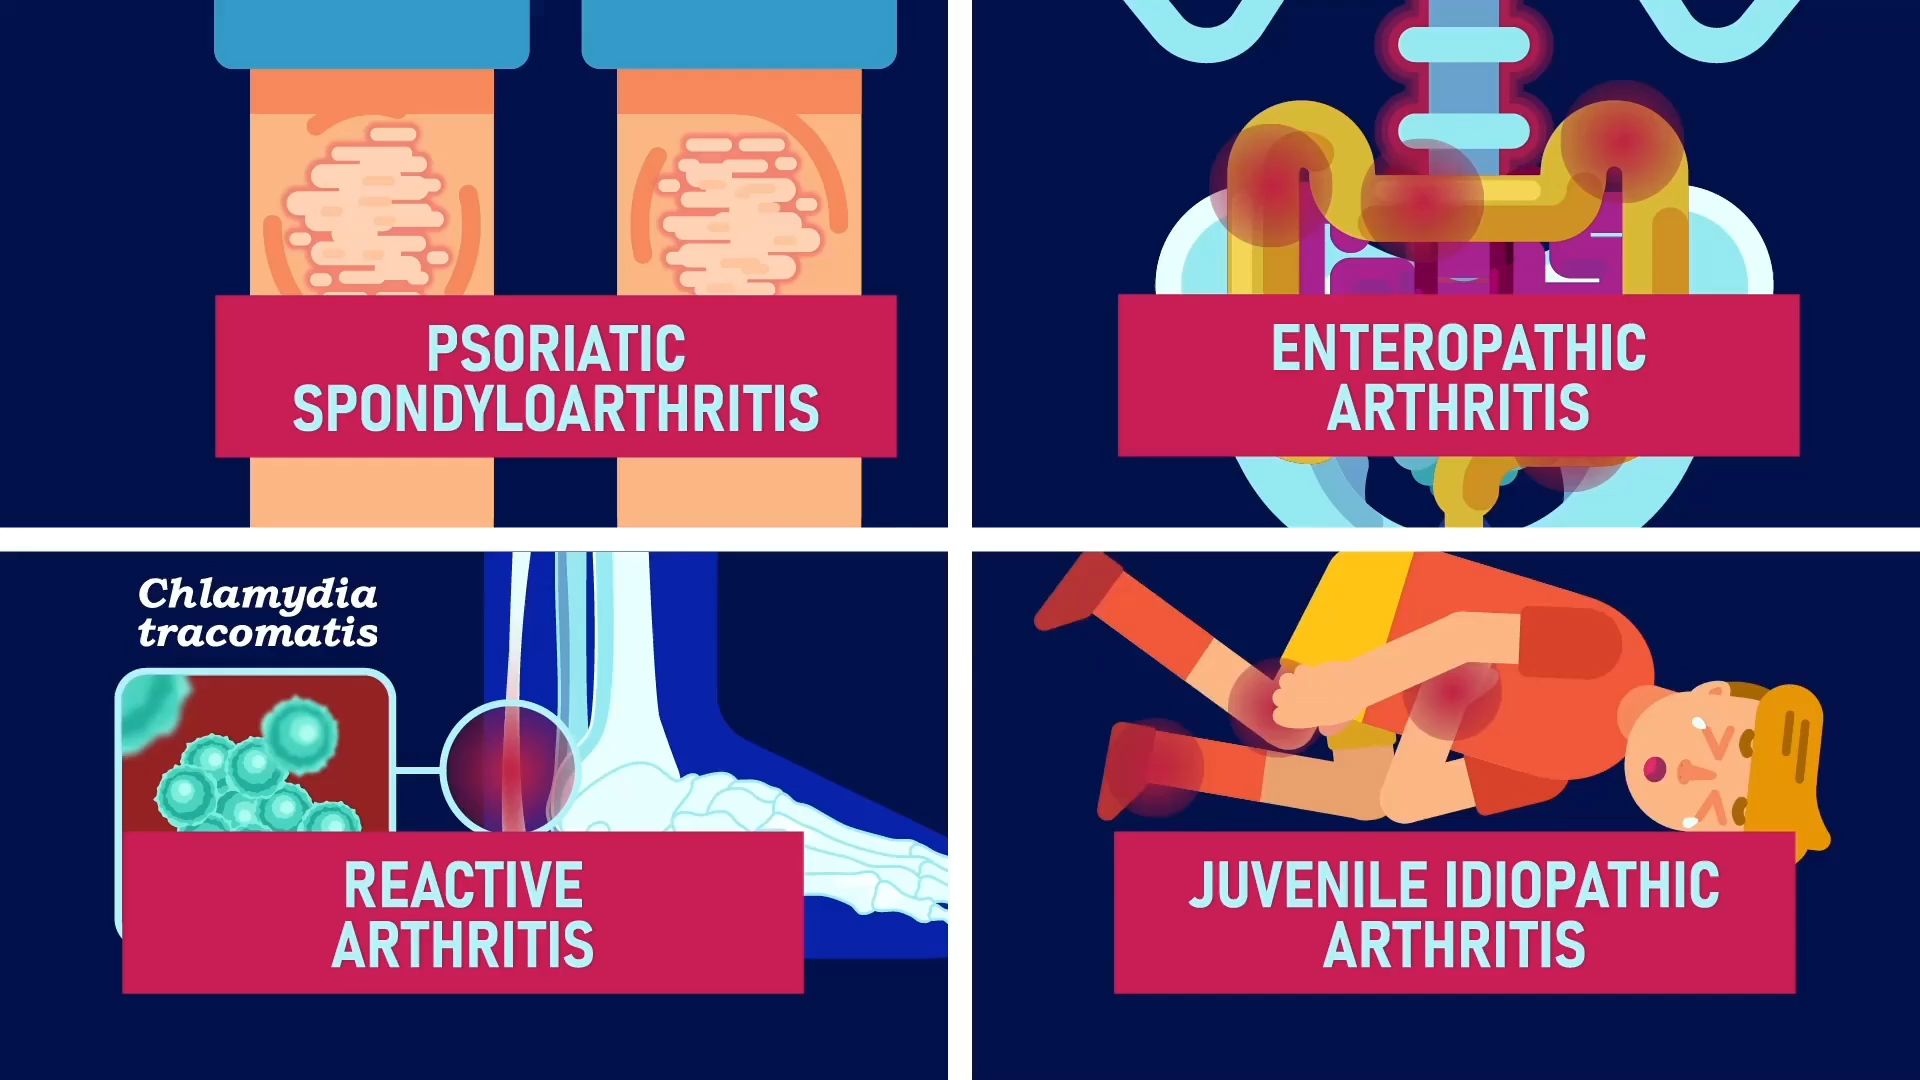 PSORIATIC
SPONDYLOARTHRITIS
ENTEROPATHIC
ARTHRITIS
Chlamydia
tracomatis
REACTIVE
ARTHRITIS
JUVENILE IDIOPATHIC
ARTHRITIS